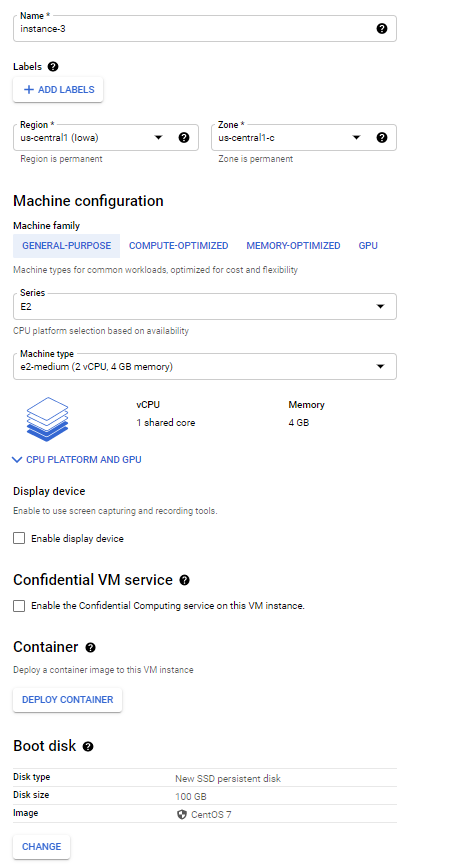 Name *
instance-3
Labels
ADD LABELS
Region * Zone *
us-central1 (Iowa) us-central1-c
Region is permanent Zone is permanent
Machine configuration
Machine family
GENERAL-PURPOSE COMPUTE-OPTIMIZED MEMORY-OPTIMIZED GPU
Machine types for common workloads, optimized for cost and flexibility
Series
E2
CPU platform selection based on availability
Machine type
e2-medium (2 vCPU, 4 GB memory)
vCPU Memory
1 shared core 4 GB
CPU PLATFORM AND GPU
Display device
Enable to use screen capturing and recording tools.
Enable display device
Confidential VM service
Enable the Confidential Computing service on this VM instance.
Container
Deploy a container image to this VM instance
DEPLOY CONTAINER
Boot disk
Disk type New SSD persistent disk
Disk size 100 GB
Image CentOS 7
CHANGE